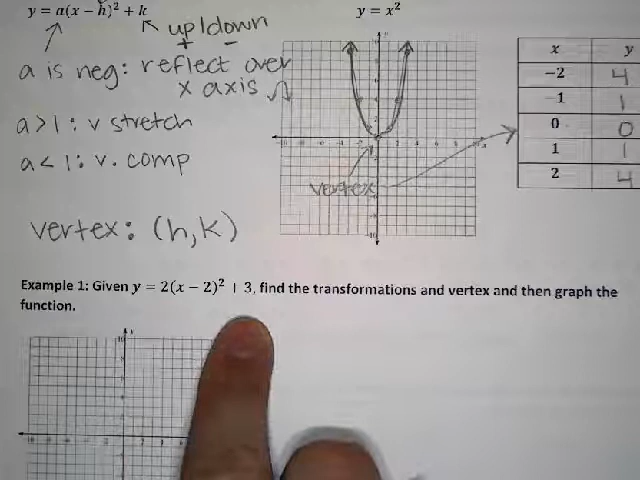 y = a(x − h)² + k
y = x²
up/down
+ −
a is neg: reflect over
x axis
a > 1 : v stretch
a < 1 : v. comp
vertex
vertex: (h, k)
x y
−2 4
−1 1
0 0
1 1
2 4
Example 1: Given y = 2(x − 2)² + 3, find the transformations and vertex and then graph the
function.